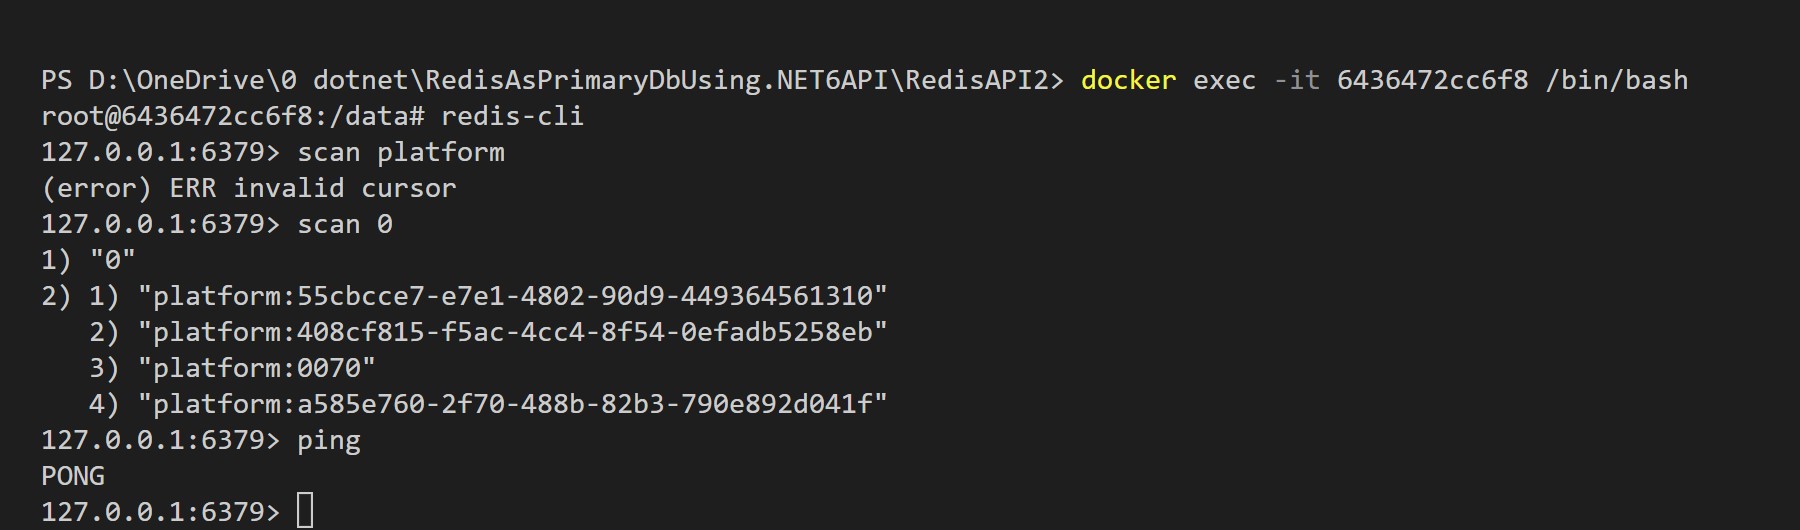 PS D:\OneDrive\0 dotnet\RedisAsPrimaryDbUsing.NET6API\RedisAPI2> docker exec -it 6436472cc6f8 /bin/bash
root@6436472cc6f8:/data# redis-cli
127.0.0.1:6379> scan platform
(error) ERR invalid cursor
127.0.0.1:6379> scan 0
1) "0"
2) 1) "platform:55cbcce7-e7e1-4802-90d9-449364561310"
   2) "platform:408cf815-f5ac-4cc4-8f54-0efadb5258eb"
   3) "platform:0070"
   4) "platform:a585e760-2f70-488b-82b3-790e892d041f"
127.0.0.1:6379> ping
PONG
127.0.0.1:6379>